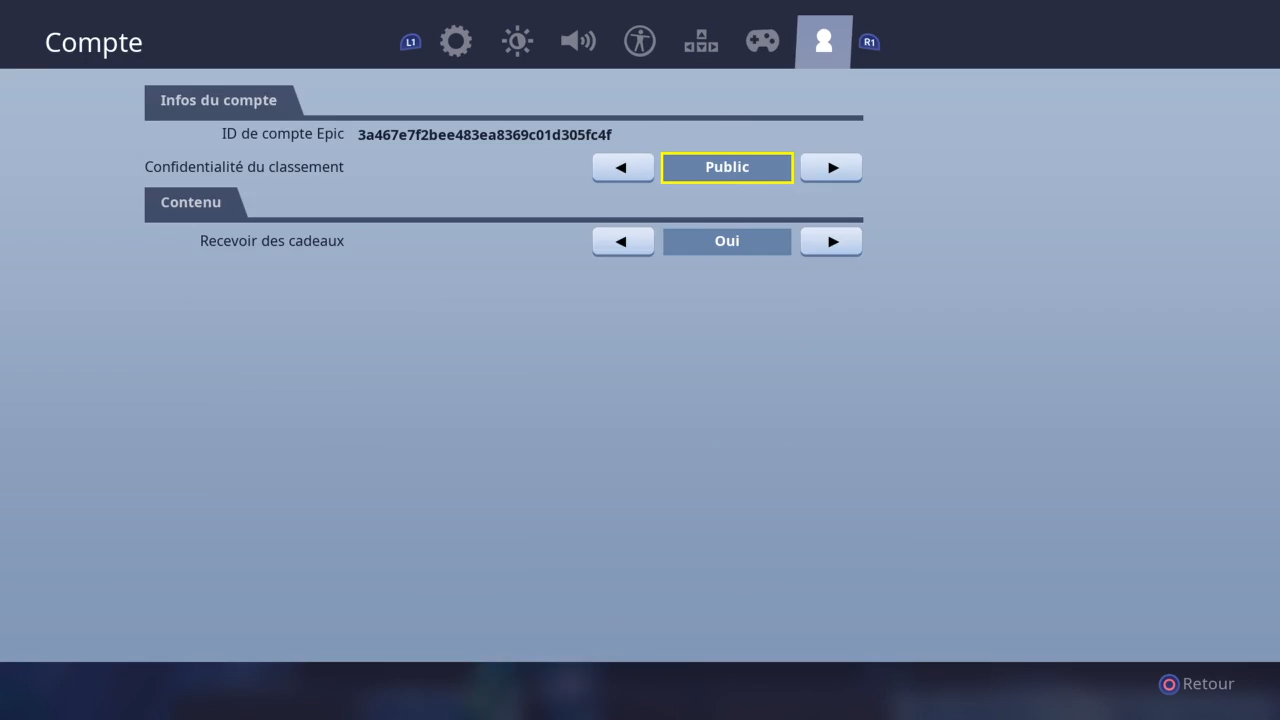 Compte
L1
R1
Infos du compte
ID de compte Epic 3a467e7f2bee483ea8369c01d305fc4f
Confidentialité du classement ◀ Public ▶
Contenu
Recevoir des cadeaux ◀ Oui ▶
Retour